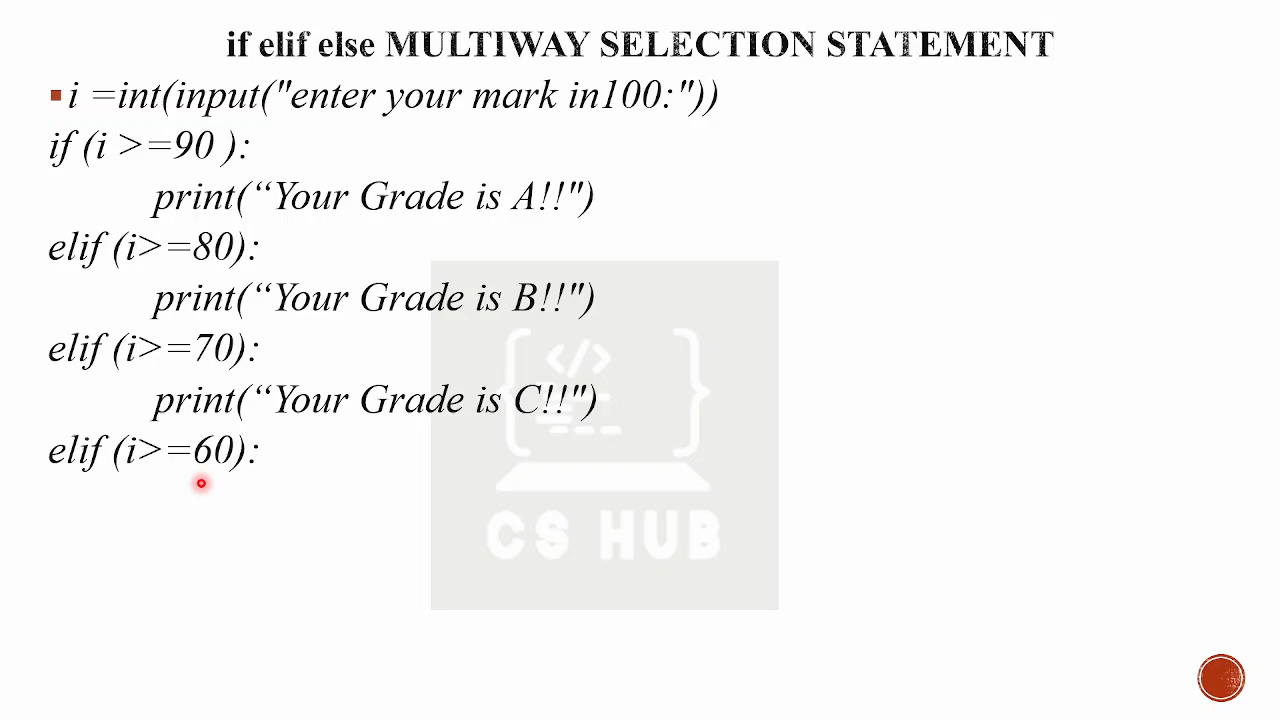 if elif else MULTIWAY SELECTION STATEMENT
▪i =int(input("enter your mark in100:"))
if (i >=90 ):
print(“Your Grade is A!!")
elif (i>=80):
print(“Your Grade is B!!")
elif (i>=70):
print(“Your Grade is C!!")
elif (i>=60):
</>
CS HUB